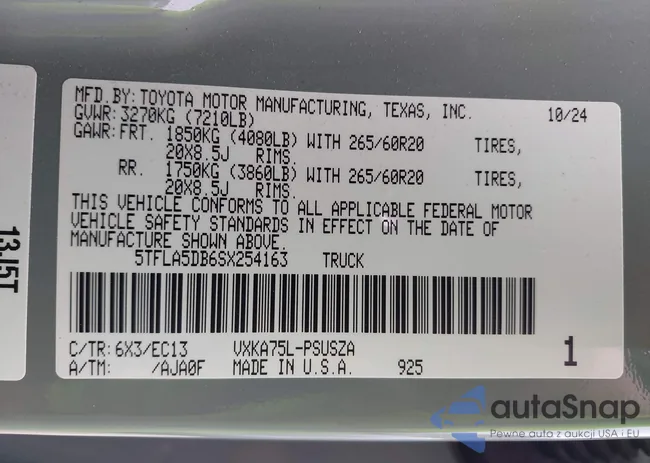 MFD.BY: TOYOTA MOTOR MANUFACTURING, TEXAS, INC. 10/24
GVWR: 3270KG (7210LB)
GAWR: FRT. 1850KG (4080LB) WITH 265/60R20 TIRES,
20X8.5J RIMS.
RR. 1750KG (3860LB) WITH 265/60R20 TIRES,
20X8.5J RIMS.
THIS VEHICLE CONFORMS TO ALL APPLICABLE FEDERAL MOTOR
VEHICLE SAFETY STANDARDS IN EFFECT ON THE DATE OF
MANUFACTURE SHOWN ABOVE.
5TFLA5DB6SX254163 TRUCK
C/TR: 6X3/EC13 VXKA75L-PSUSZA 1
A/TM: /AJA0F MADE IN U.S.A. 925
13J5T
autaSnap
Pewne auta z aukcji USA i EU